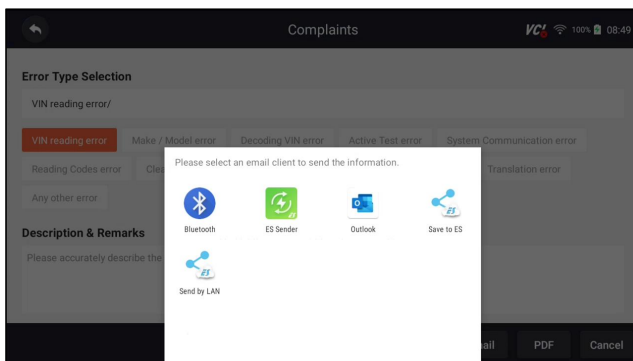 Complaints
VCI 100% 08:49
Error Type Selection
VIN reading error/
VIN reading error Make / Model error Decoding VIN error Active Test error System Communication error
Reading Codes error Clea Translation error
Any other error
Please select an email client to send the information.
Bluetooth ES Sender Outlook Save to ES
Send by LAN
Description & Remarks
Please accurately describe the
ail PDF Cancel